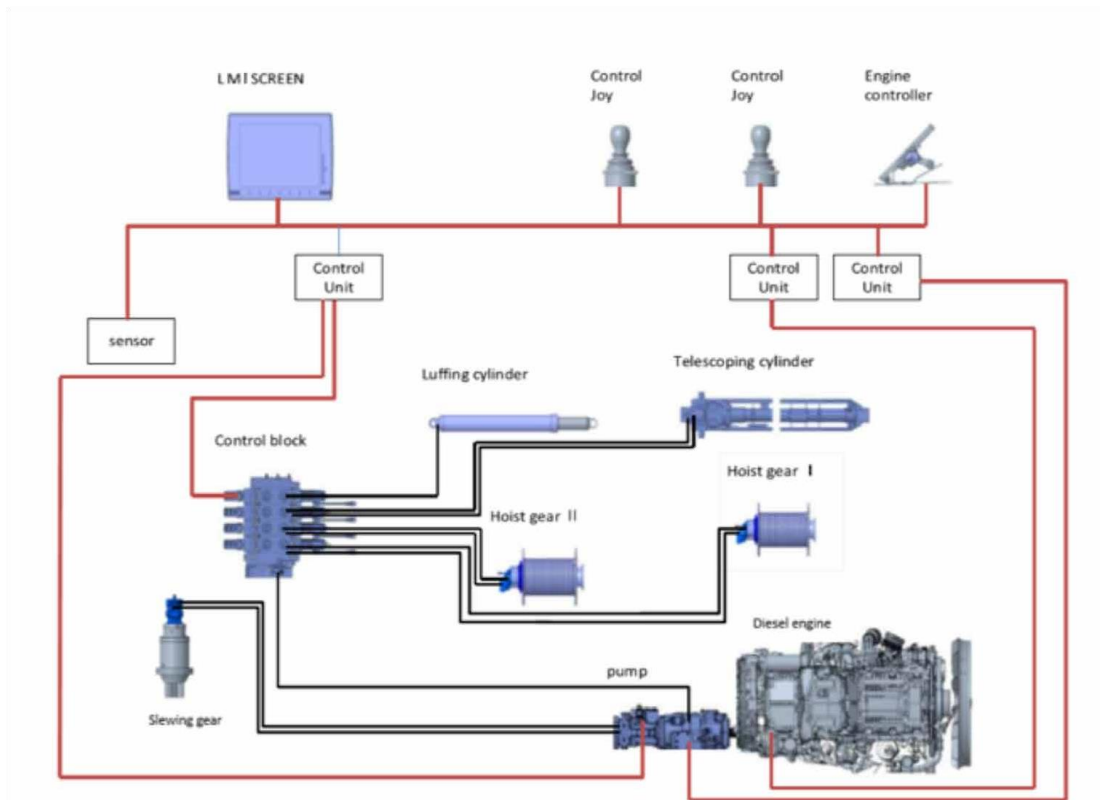 L M I SCREEN
Control
Joy
Control
Joy
Engine
controller
Control
Unit
Control
Unit
Control
Unit
sensor
Luffing cylinder
Telescoping cylinder
Control block
Hoist gear I
Hoist gear II
Diesel engine
pump
Slewing gear